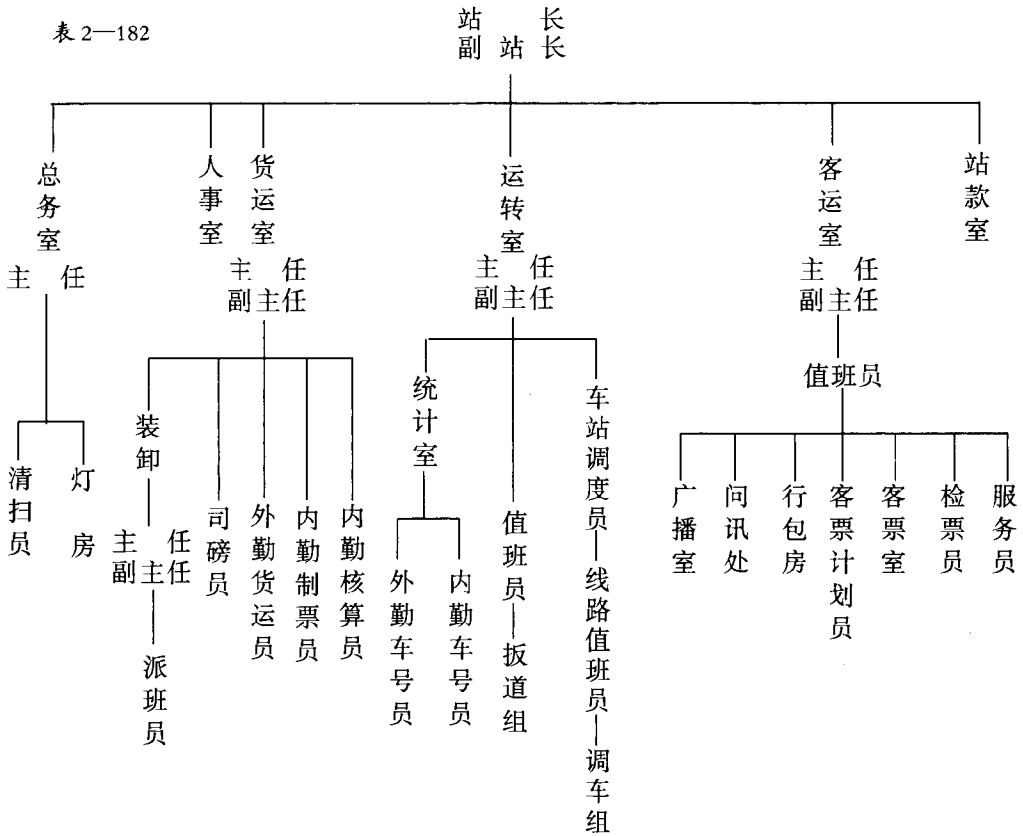 表2—182
站 长
副站长
总务室
主 任
清扫员
灯 房
人事室
货运室
主 任
副主任
装卸
主 任
副主任
派班员
司磅员
外勤货运员
内勤制票员
内勤核算员
运转室
主 任
副主任
统计室
外勤车号员
内勤车号员
值班员
扳道组
车站调度员
线路值班员
调车组
客运室
主 任
副主任
值班员
广播室
问讯处
行包房
客票计划员
客票室
检票员
服务员
站款室